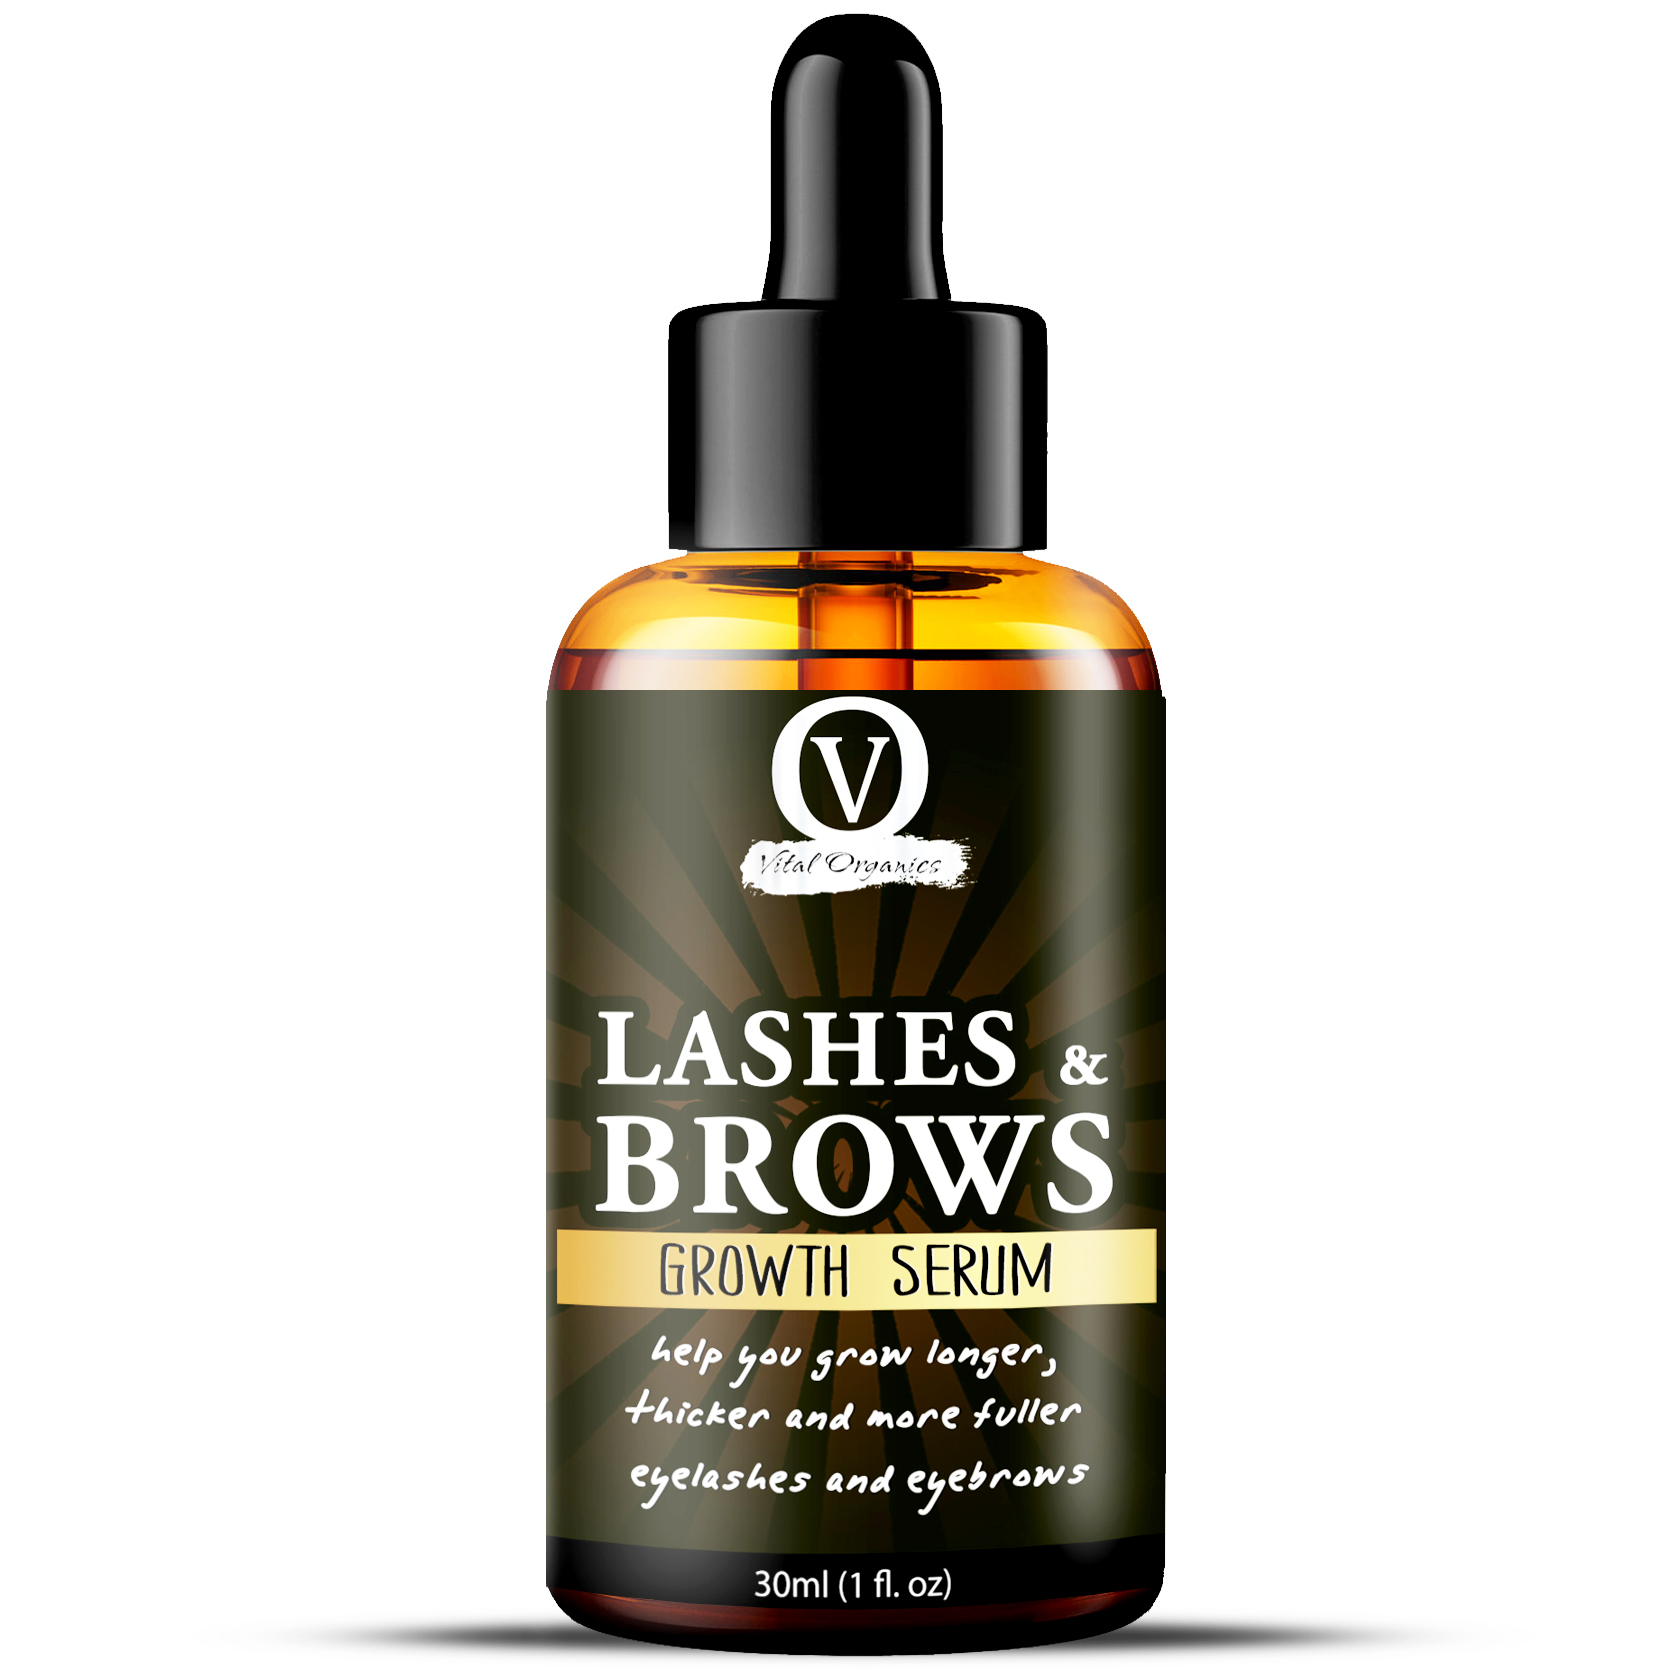 VO
Vital Organics
LASHES &
BROWS
GROWTH SERUM
help you grow longer,
thicker and more fuller
eyelashes and eyebrows
30ml (1 fl. oz)